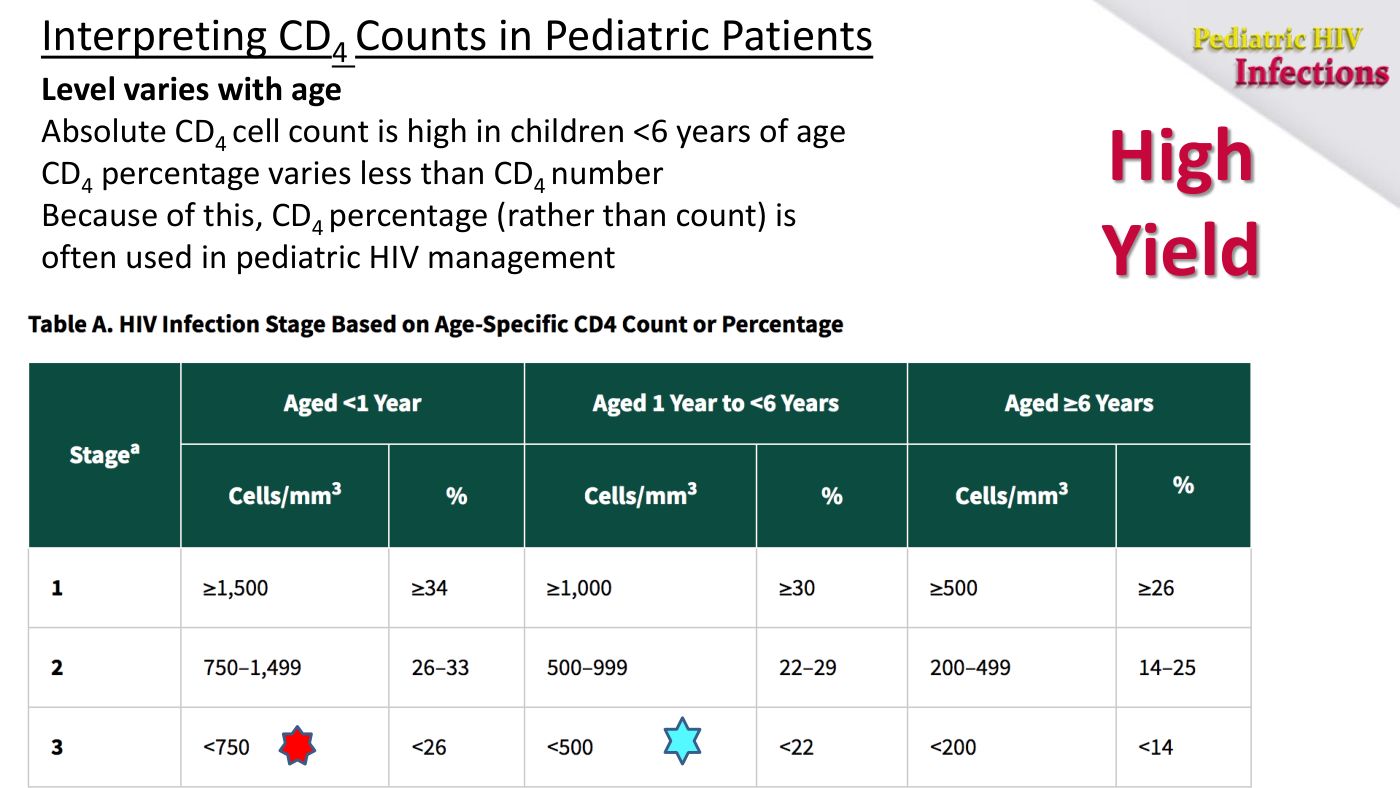 Interpreting CD4 Counts in Pediatric Patients
Pediatric HIV
Infections
Level varies with age
Absolute CD4 cell count is high in children <6 years of age
CD4 percentage varies less than CD4 number
Because of this, CD4 percentage (rather than count) is
often used in pediatric HIV management
High
Yield
Table A. HIV Infection Stage Based on Age-Specific CD4 Count or Percentage
Stageᵃ Aged <1 Year Aged 1 Year to <6 Years Aged ≥6 Years
Cells/mm³ % Cells/mm³ % Cells/mm³ %
1 ≥1,500 ≥34 ≥1,000 ≥30 ≥500 ≥26
2 750–1,499 26–33 500–999 22–29 200–499 14–25
3 <750 <26 <500 <22 <200 <14